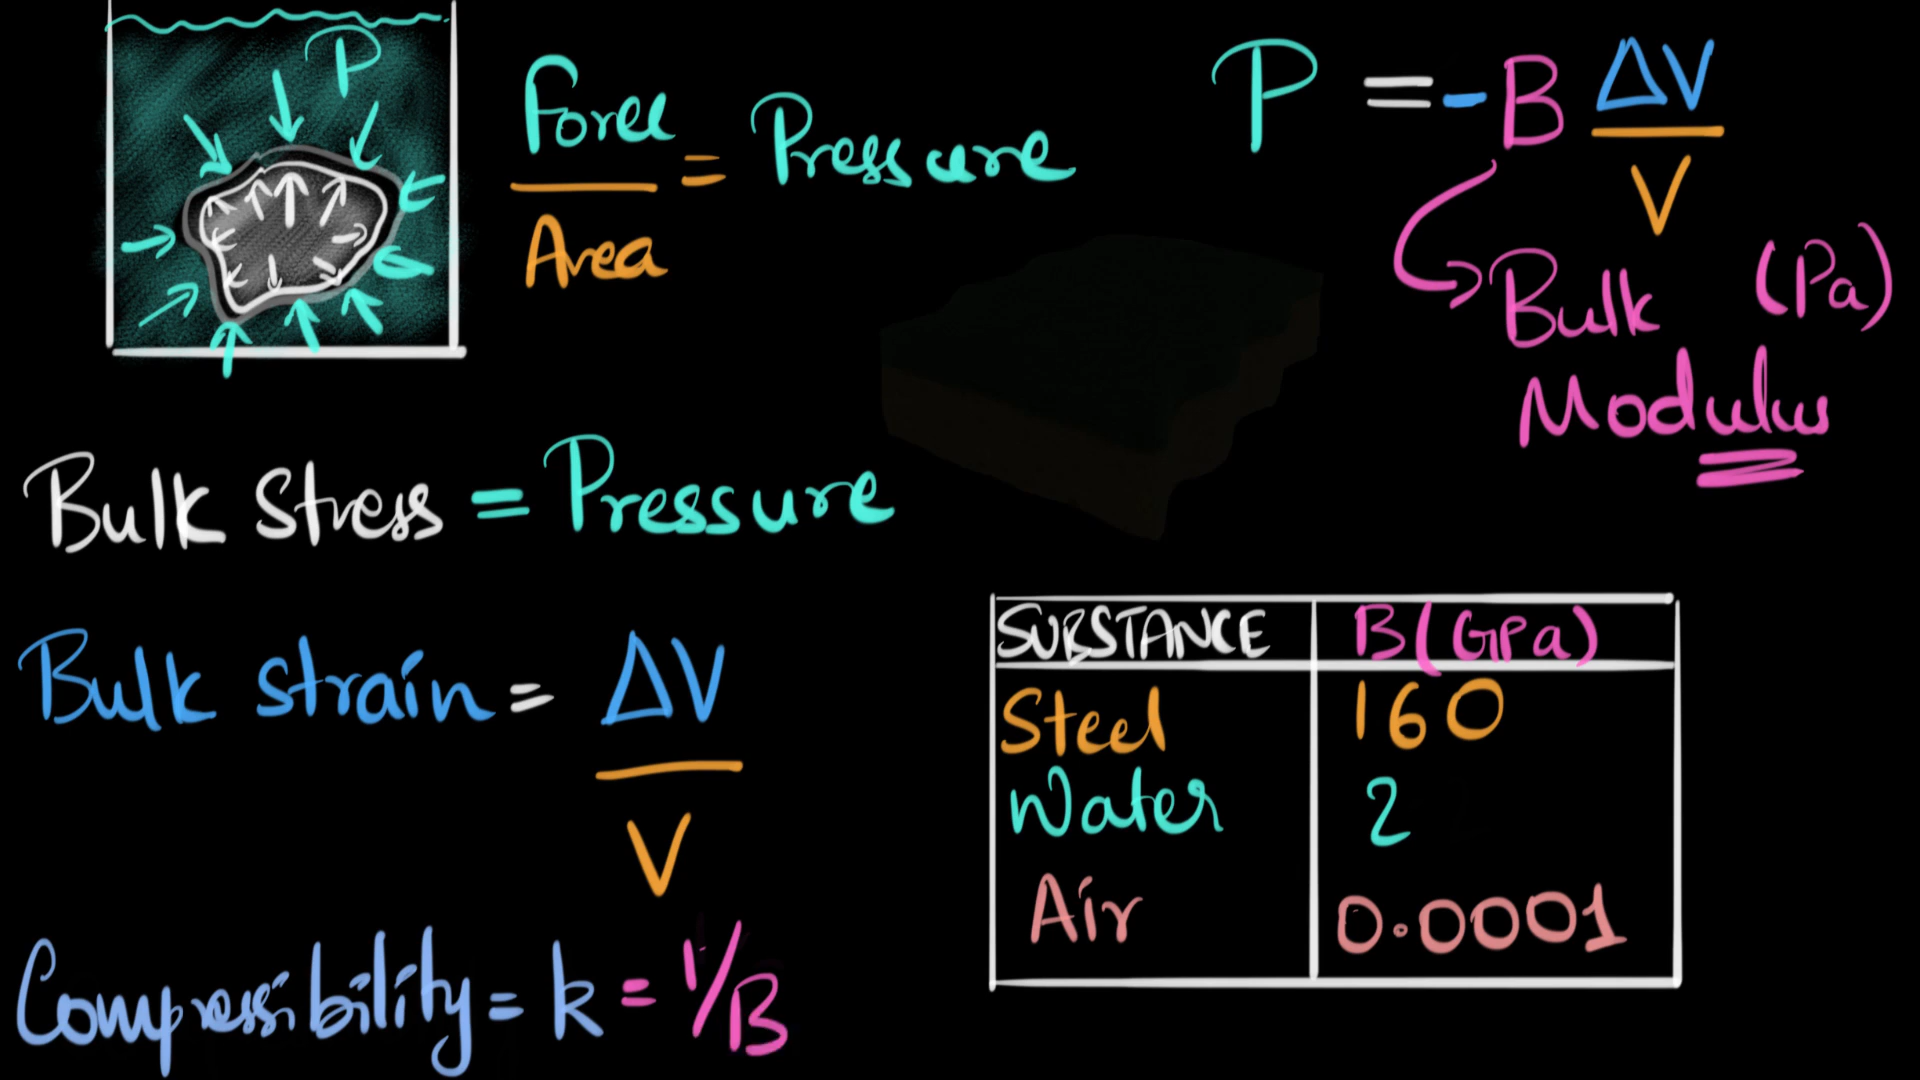 P
Force
= Pressure
Area
P = -B ΔV
V
Bulk (Pa)
Modulus
Bulk stress = Pressure
Bulk strain = ΔV
V
Compressibility = k = 1/B
SUBSTANCE B (GPa)
Steel 160
Water 2
Air 0.0001